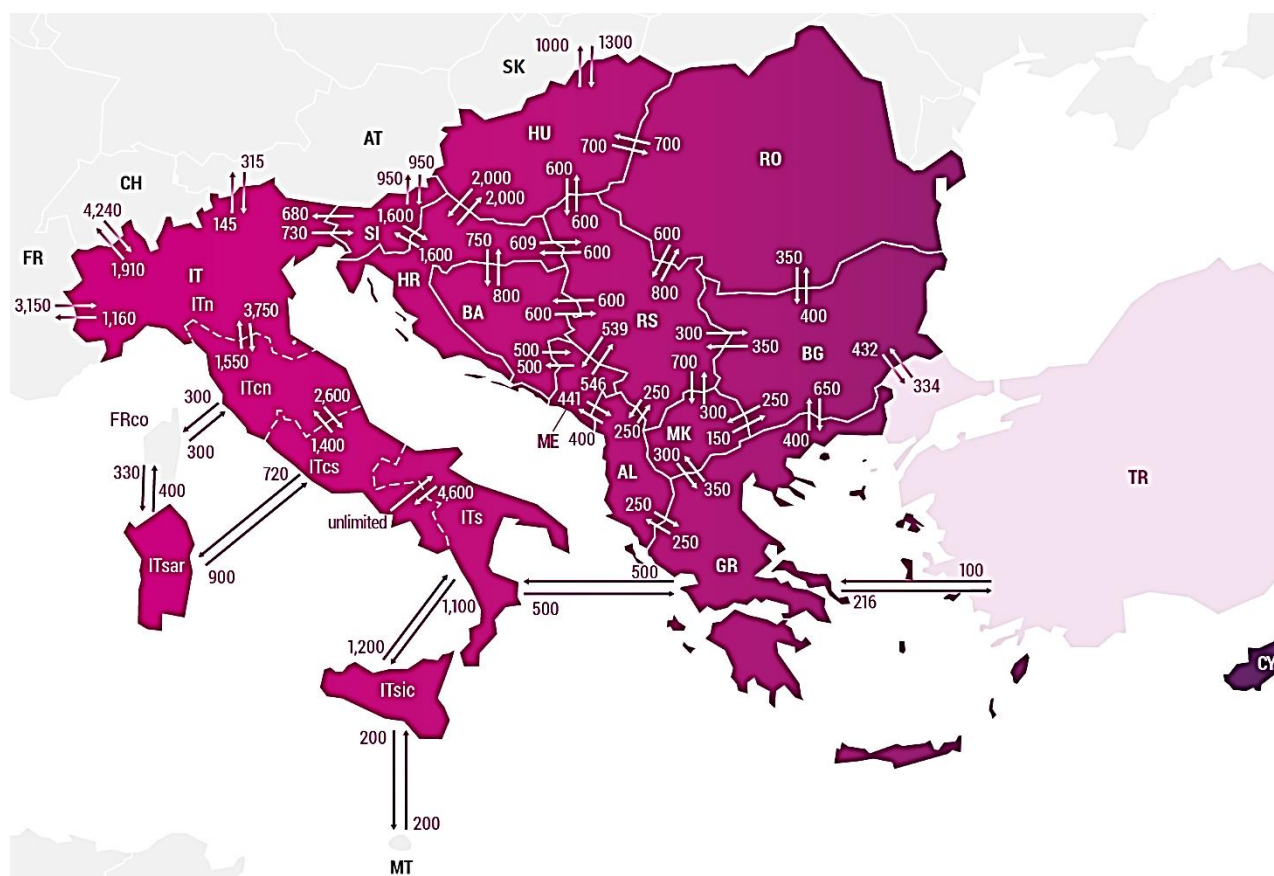 1000
1300
SK
HU
AT
700
700
RO
315
950
950
CH
2,000
600
4,240
2,000
145
680
1,600
600
SI
730
750
609
600
350
FR
1,910
IT
1,600
600
HR
3,150
ITn
800
800
1,160
3,750
BA
600
400
600
RS
539
300
1,550
500
350
BG
432
ITcn
500
700
334
300
2,600
546
250
250
650
FRco
441
300
ME
MK
150
300
1,400
400
250
400
330
720
ITcs
300
AL
TR
400
4,600
350
unlimited
ITs
250
250
ITsar
GR
900
500
100
1,100
500
216
1,200
CY
ITsic
200
200
MT